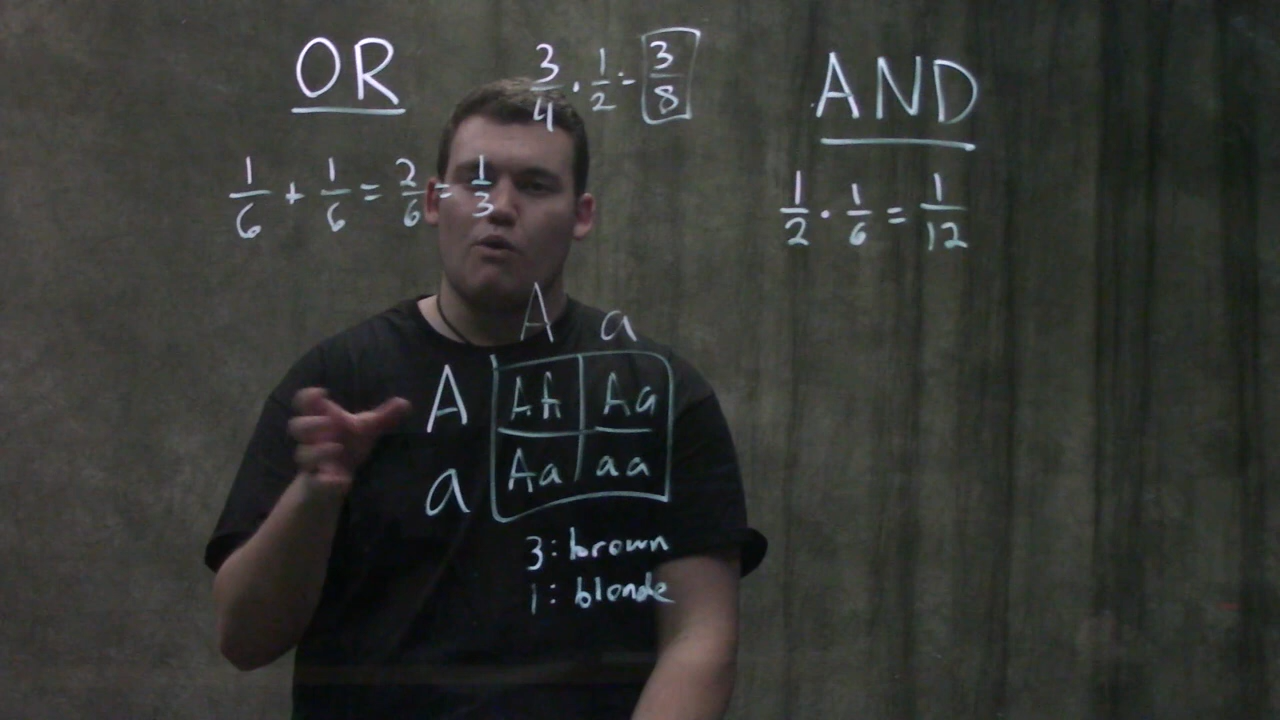 OR
3/4 · 1/2 = 3/8
AND
1/6 + 1/6 = 2/6 = 1/3
1/2 · 1/6 = 1/12
A a
A AA Aa
a Aa aa
3: brown
1: blonde